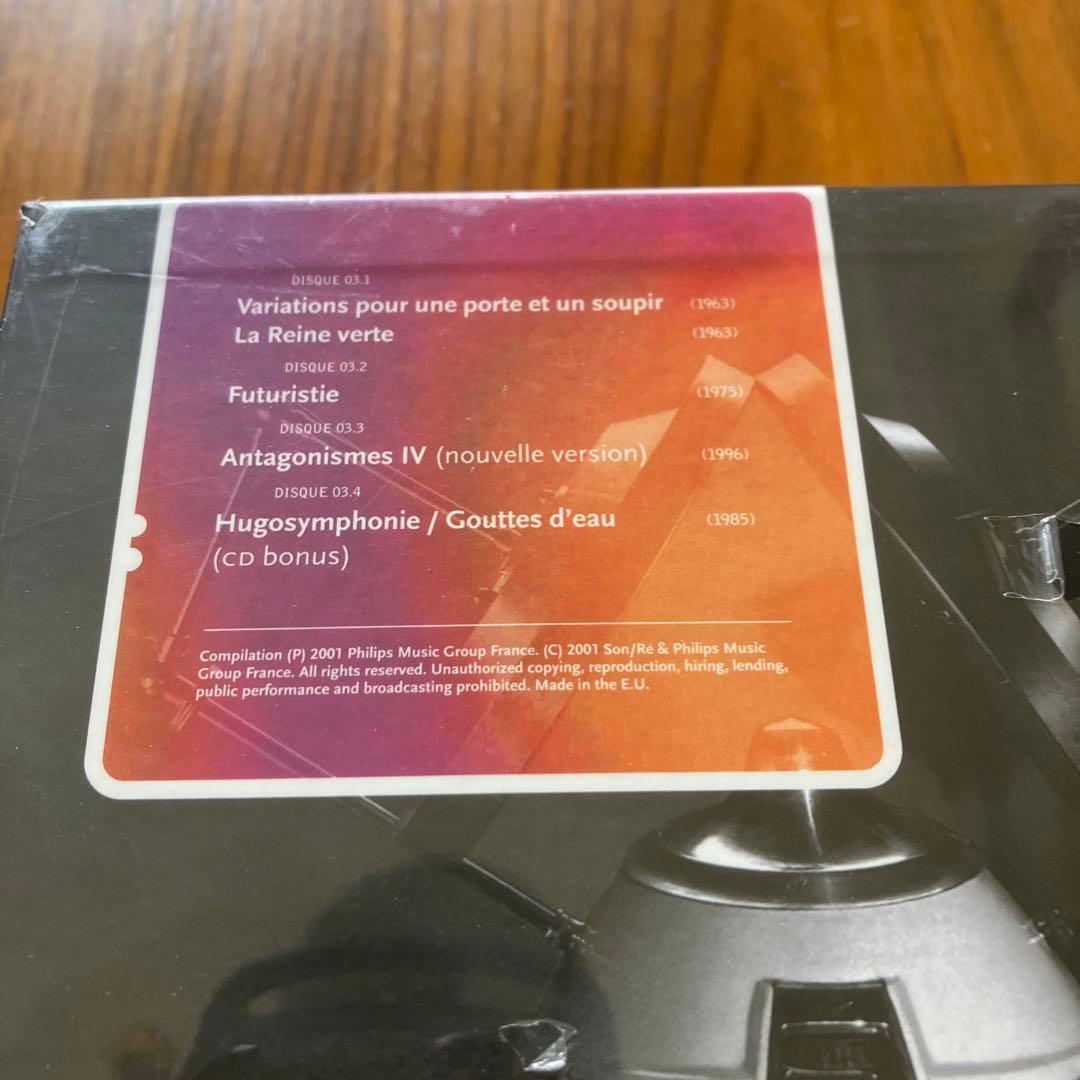 DISQUE 03.1
Variations pour une porte et un soupir (1963)
La Reine verte (1963)
DISQUE 03.2
Futuristie (1975)
DISQUE 03.3
Antagonismes IV (nouvelle version) (1996)
DISQUE 03.4
Hugosymphonie / Gouttes d'eau (1985)
(CD bonus)
Compilation (P) 2001 Philips Music Group France. (C) 2001 Son/Ré & Philips Music
Group France. All rights reserved. Unauthorized copying, reproduction, hiring, lending,
public performance and broadcasting prohibited. Made in the E.U.